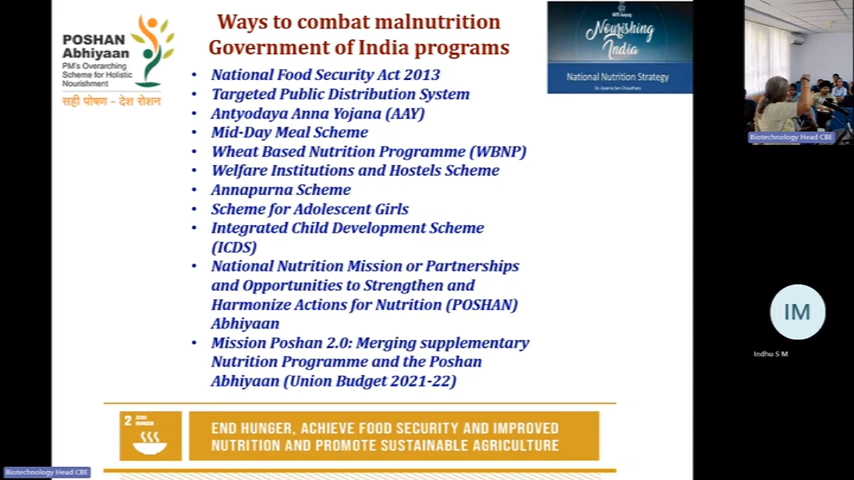 POSHAN
Abhiyaan
PM's Overarching
Scheme for Holistic
Nourishment
सही पोषण - देश रोशन
Ways to combat malnutrition
Government of India programs
• National Food Security Act 2013
• Targeted Public Distribution System
• Antyodaya Anna Yojana (AAY)
• Mid-Day Meal Scheme
• Wheat Based Nutrition Programme (WBNP)
• Welfare Institutions and Hostels Scheme
• Annapurna Scheme
• Scheme for Adolescent Girls
• Integrated Child Development Scheme
(ICDS)
• National Nutrition Mission or Partnerships
and Opportunities to Strengthen and
Harmonize Actions for Nutrition (POSHAN)
Abhiyaan
• Mission Poshan 2.0: Merging supplementary
Nutrition Programme and the Poshan
Abhiyaan (Union Budget 2021-22)
Nourishing
India
National Nutrition Strategy
2
END HUNGER, ACHIEVE FOOD SECURITY AND IMPROVED
NUTRITION AND PROMOTE SUSTAINABLE AGRICULTURE
Biotechnology Head CBE
Biotechnology Head CBE
IM
Indhu S M